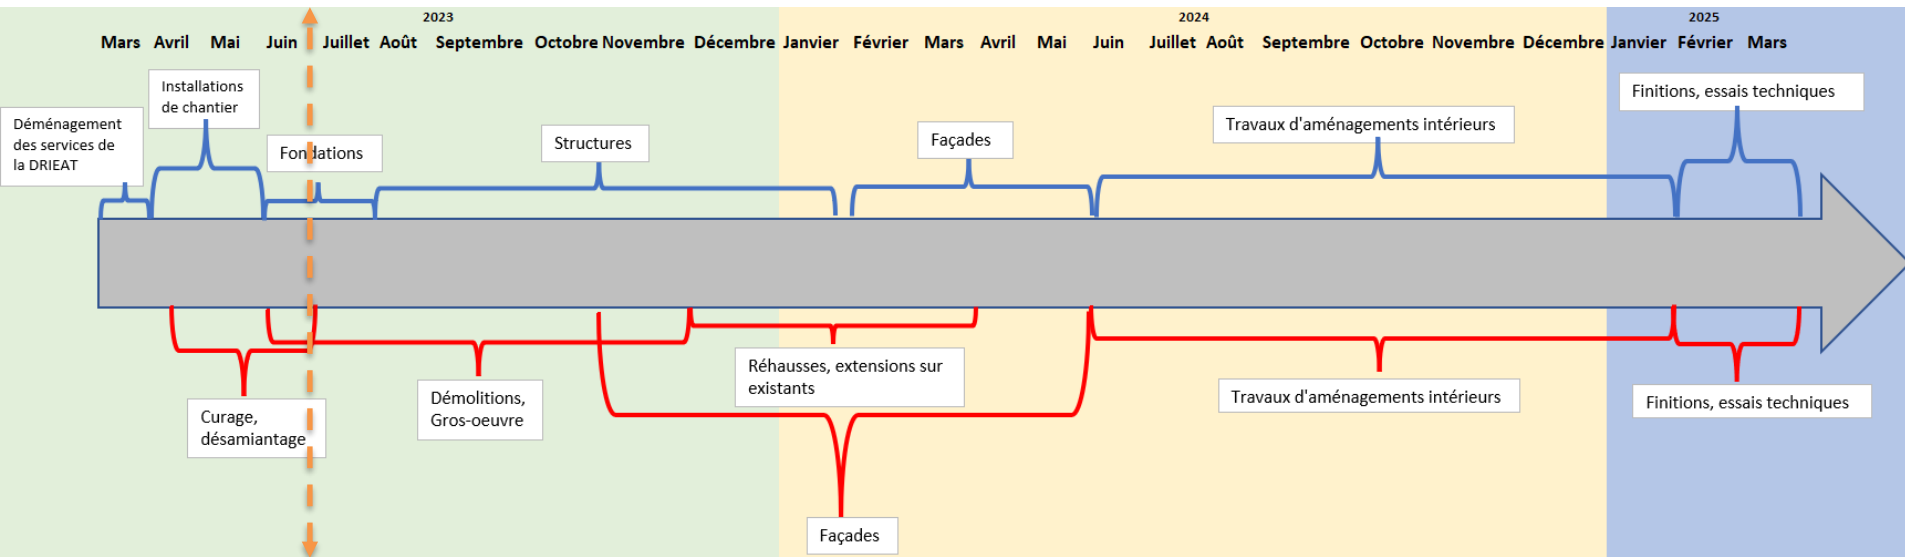 2023
2024
2025
Mars Avril Mai Juin Juillet Août Septembre Octobre Novembre Décembre Janvier Février Mars Avril Mai Juin Juillet Août Septembre Octobre Novembre Décembre Janvier Février Mars
Installations
de chantier
Déménagement
des services de
la DRIEAT
Fondations
Structures
Façades
Travaux d'aménagements intérieurs
Finitions, essais techniques
Curage,
désamiantage
Démolitions,
Gros-oeuvre
Réhausses, extensions sur
existants
Façades
Travaux d'aménagements intérieurs
Finitions, essais techniques